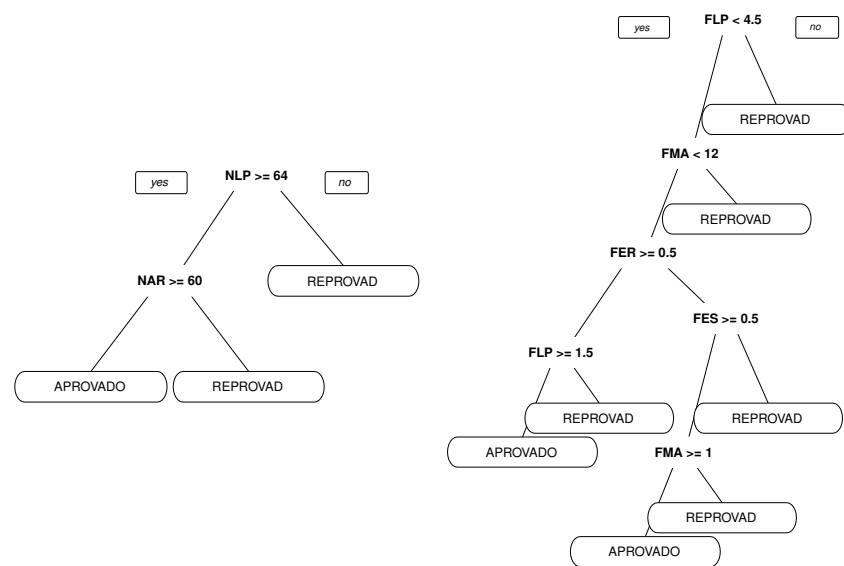 yes
NLP >= 64
no
NAR >= 60
REPROVAD
APROVADO
REPROVAD
yes
FLP < 4.5
no
REPROVAD
FMA < 12
REPROVAD
FER >= 0.5
FES >= 0.5
FLP >= 1.5
REPROVAD
REPROVAD
APROVADO
FMA >= 1
REPROVAD
APROVADO